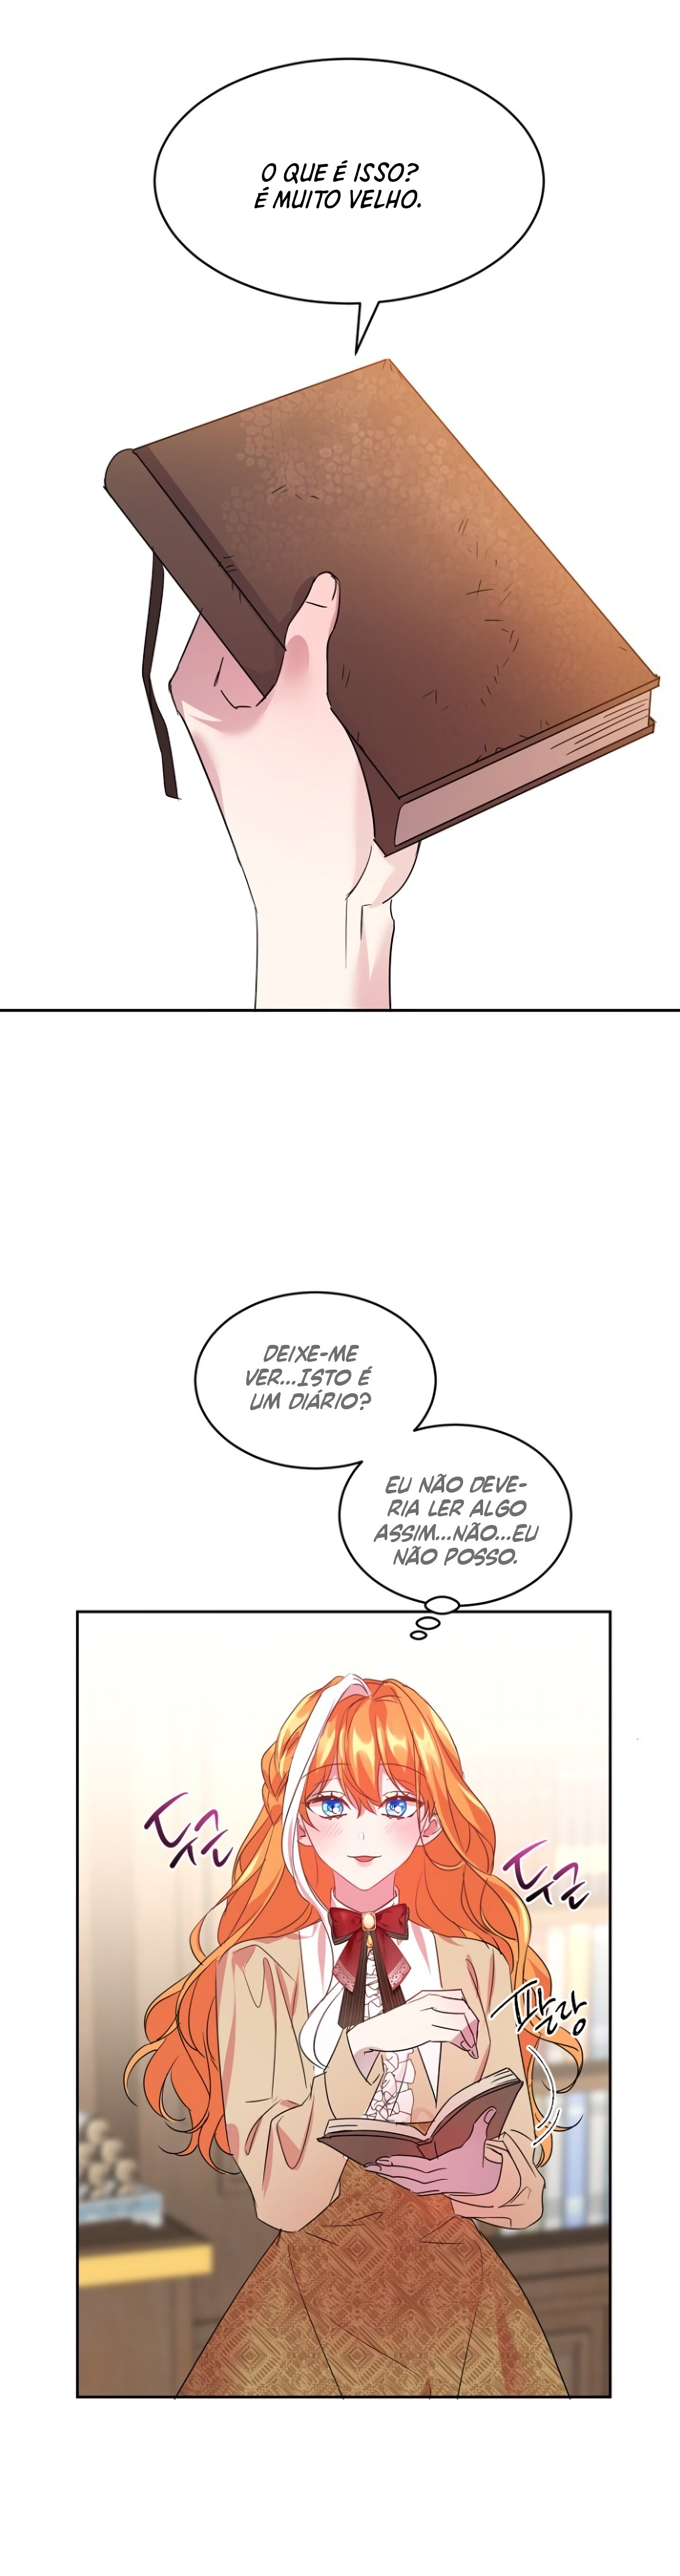 O QUE É ISSO?
É MUITO VELHO.
DEIXE-ME
VER...ISTO É
UM DIÁRIO?
EU NÃO DEVE-
RIA LER ALGO
ASSIM...NÃO...EU
NÃO POSSO.
두근
두근
팔랑